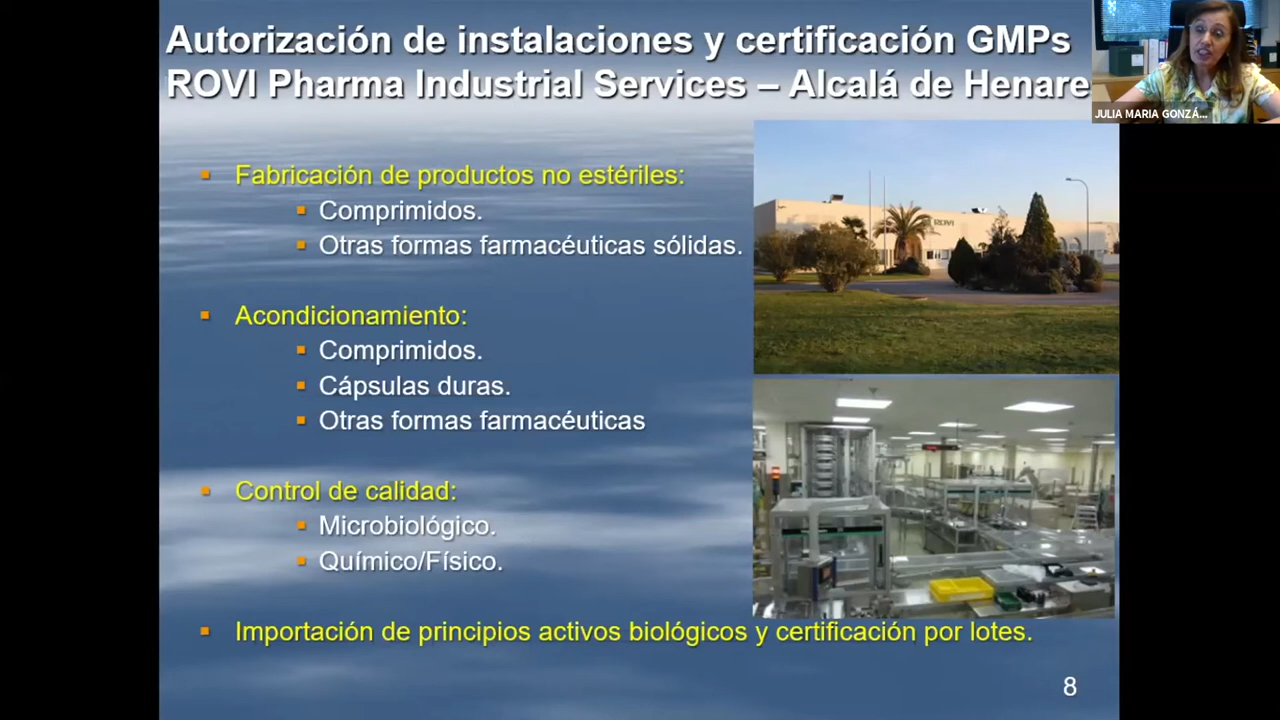 Autorización de instalaciones y certificación GMPs
ROVI Pharma Industrial Services – Alcalá de Henare
JULIA MARIA GONZÁ...
Fabricación de productos no estériles:
Comprimidos.
Otras formas farmacéuticas sólidas.
ROVI
Acondicionamiento:
Comprimidos.
Cápsulas duras.
Otras formas farmacéuticas
Control de calidad:
Microbiológico.
Químico/Físico.
Importación de principios activos biológicos y certificación por lotes.
8